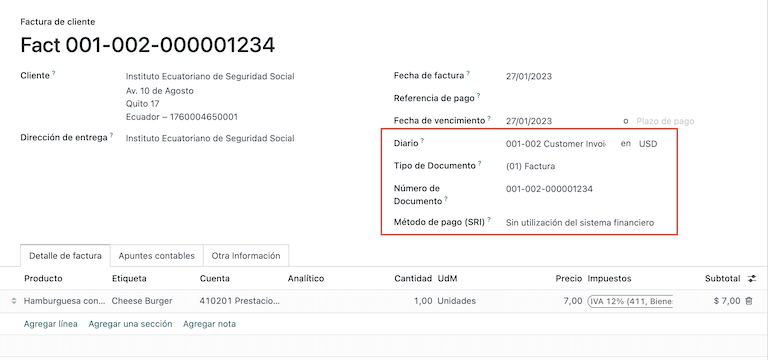 Factura de cliente
Fact 001-002-000001234
Cliente ?
Instituto Ecuatoriano de Seguridad Social
Av. 10 de Agosto
Quito 17
Ecuador – 1760004650001
Dirección de entrega ?
Instituto Ecuatoriano de Seguridad Social
Fecha de factura ? 27/01/2023
Referencia de pago ?
Fecha de vencimiento 27/01/2023 o Plazo de pago
Diario ? 001-002 Customer Invoi en USD
Tipo de Documento ? (01) Factura
Número de 001-002-000001234
Documento ?
Método de pago (SRI) ? Sin utilización del sistema financiero
Detalle de factura Apuntes contables Otra Información
Producto Etiqueta Cuenta Analítico Cantidad UdM Precio Impuestos Subtotal
Hamburguesa con... Cheese Burger 410201 Prestacio... 1,00 Unidades 7,00 IVA 12% (411, Biene $ 7,00
Agregar línea Agregar una sección Agregar nota